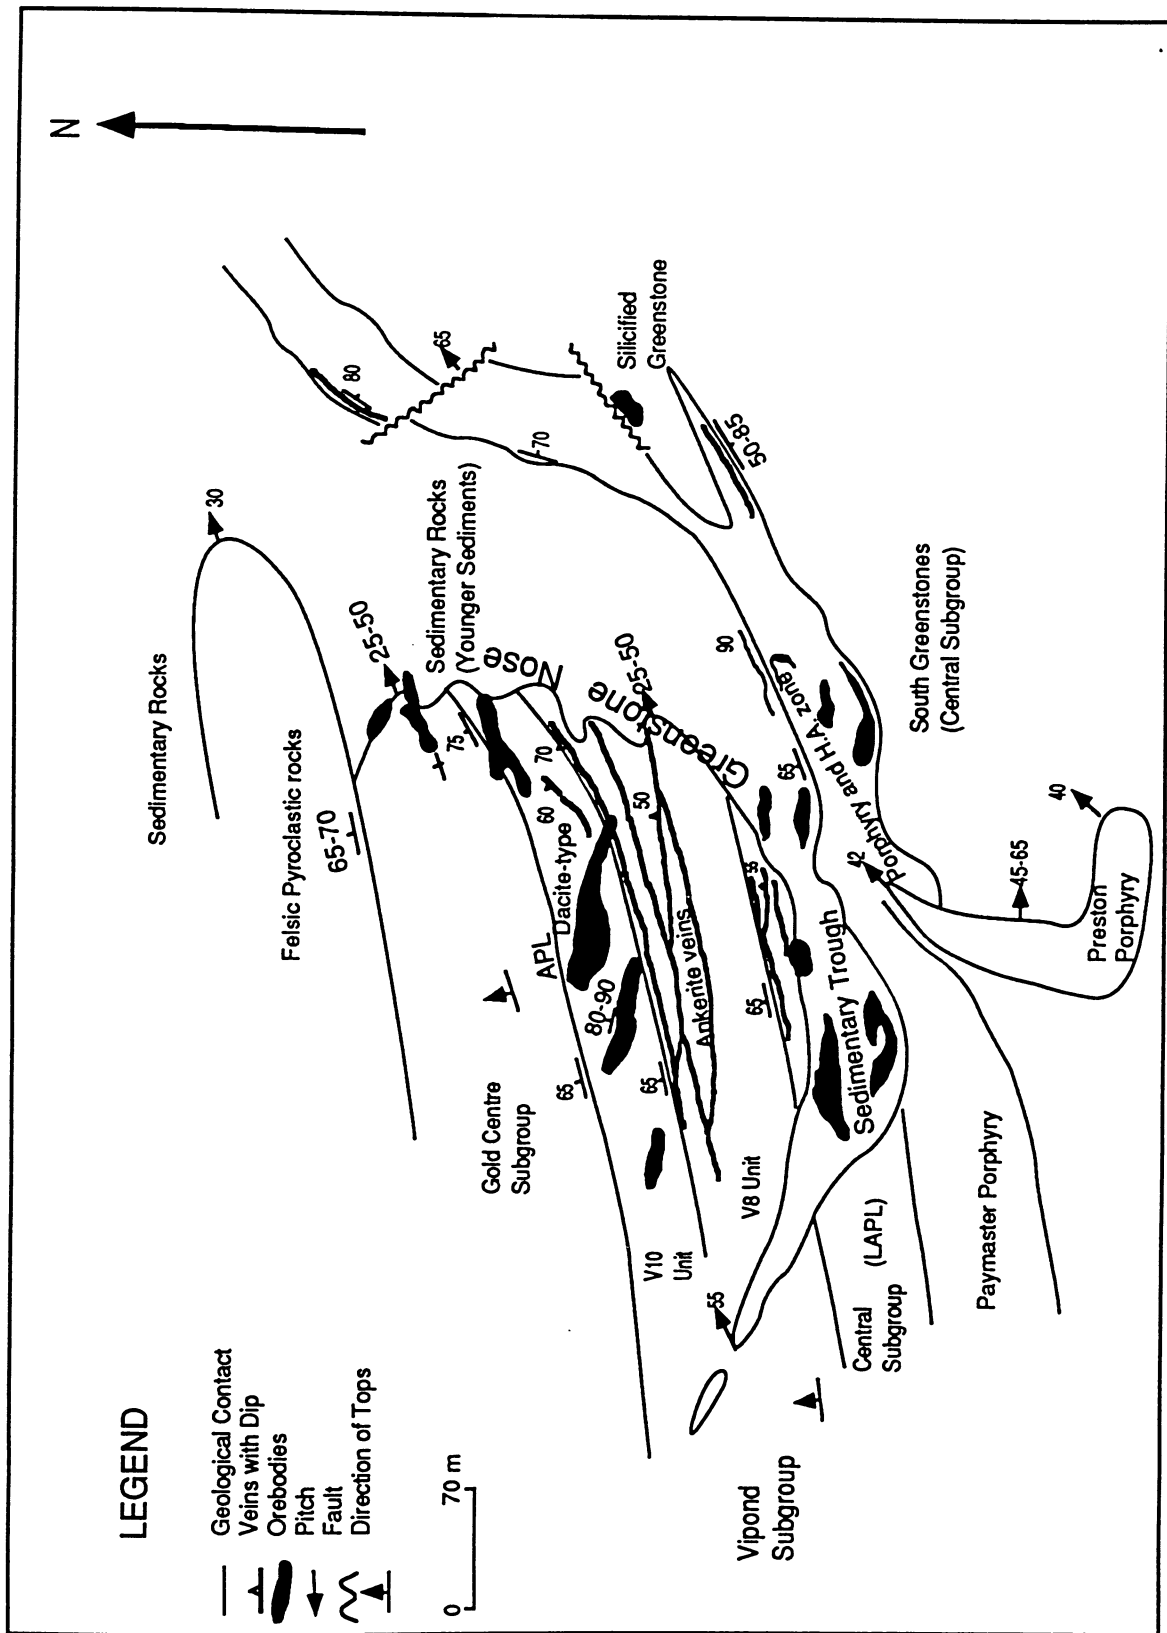 N
LEGEND
Geological Contact
Veins with Dip
Orebodies
Pitch
Fault
Direction of Tops
0
70 m
Sedimentary Rocks
30
Felsic Pyroclastic rocks
65-70
25-50
Sedimentary Rocks
(Younger Sediments)
80
65
70
Silicified
Greenstone
50-85
Gold Centre
Subgroup
APL
Dacite-type
75
60
70
65
80-90
65
50
Greenstone
Nose
25-50
Ankerite veins
V10
Unit
V8 Unit
65
65
90
Porphyry and H.A. zone
South Greenstones
(Central Subgroup)
Sedimentary Trough
42
45-65
40
Preston
Porphyry
55
Vipond
Subgroup
Central
Subgroup
(LAPL)
Paymaster Porphyry